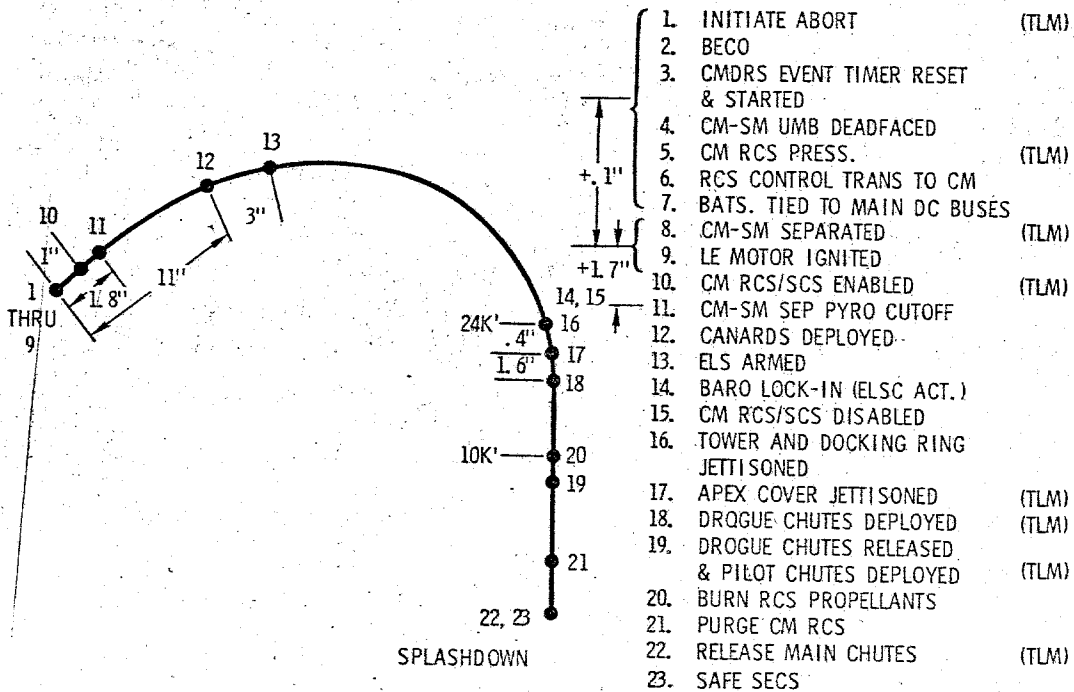 1. INITIATE ABORT (TLM)
2. BECO
3. CMDRS EVENT TIMER RESET
& STARTED
4. CM-SM UMB DEADFACED
5. CM RCS PRESS. (TLM)
6. RCS CONTROL TRANS TO CM
7. BATS. TIED TO MAIN DC BUSES
8. CM-SM SEPARATED (TLM)
9. LE MOTOR IGNITED
10. CM RCS/SCS ENABLED (TLM)
11. CM-SM SEP PYRO CUTOFF
12. CANARDS DEPLOYED
13. ELS ARMED
14. BARO LOCK-IN (ELSC ACT.)
15. CM RCS/SCS DISABLED
16. TOWER AND DOCKING RING
JETTISONED
17. APEX COVER JETTISONED (TLM)
18. DROGUE CHUTES DEPLOYED (TLM)
19. DROGUE CHUTES RELEASED
& PILOT CHUTES DEPLOYED (TLM)
20. BURN RCS PROPELLANTS
21. PURGE CM RCS
22. RELEASE MAIN CHUTES (TLM)
23. SAFE SECS
+.1"
+1.7"
13
12
3"
10
11
1"
11"
1.8"
1
THRU
9
14, 15
24K'
16
.4"
17
1.6"
18
10K'
20
19
21
22, 23
SPLASHDOWN